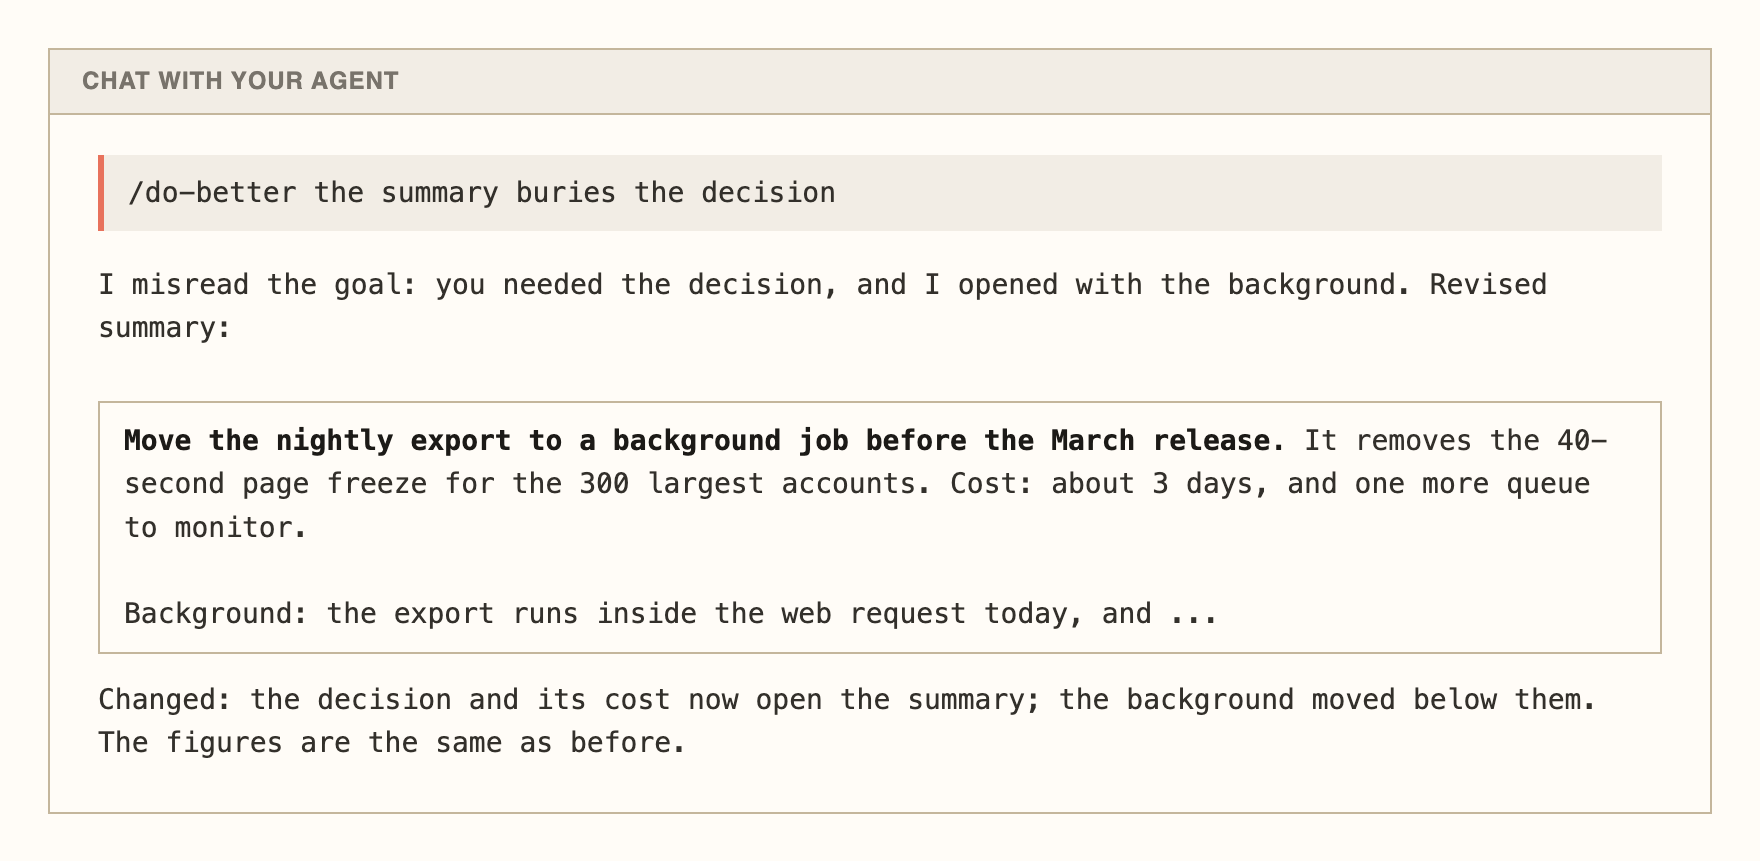 CHAT WITH YOUR AGENT
/do-better the summary buries the decision
I misread the goal: you needed the decision, and I opened with the background. Revised
summary:
Move the nightly export to a background job before the March release. It removes the 40-
second page freeze for the 300 largest accounts. Cost: about 3 days, and one more queue
to monitor.
Background: the export runs inside the web request today, and ...
Changed: the decision and its cost now open the summary; the background moved below them.
The figures are the same as before.